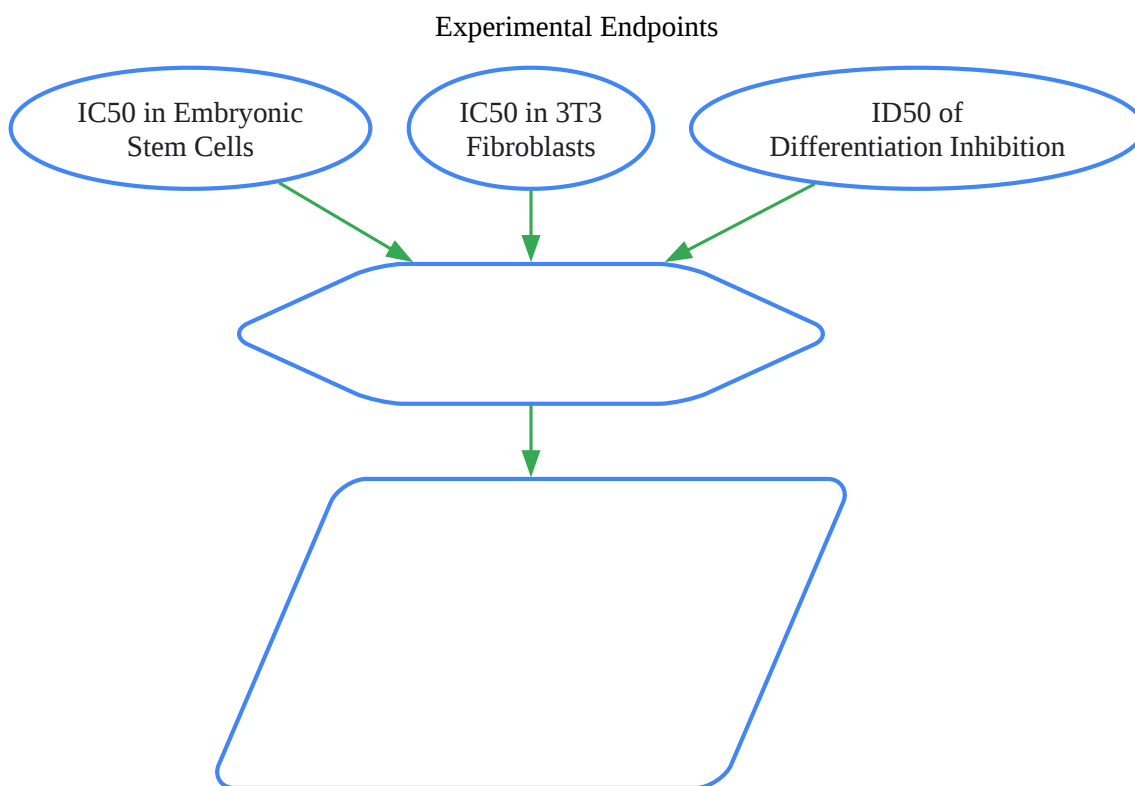 Experimental Endpoints
IC50 in Embryonic
Stem Cells
IC50 in 3T3
Fibroblasts
ID50 of
Differentiation Inhibition